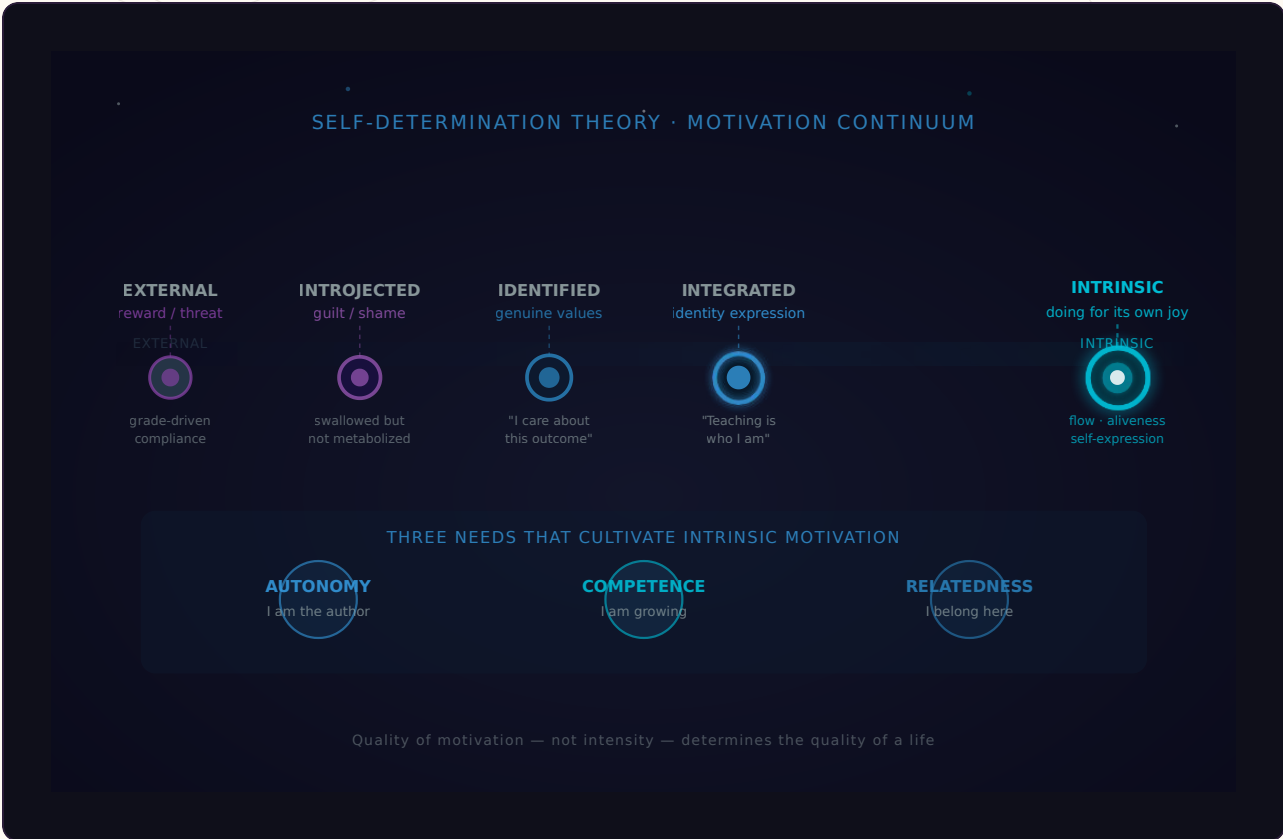 SELF-DETERMINATION THEORY · MOTIVATION CONTINUUM
EXTERNAL
reward / threat
EXTERNAL
grade-driven
compliance
INTROJECTED
guilt / shame
swallowed but
not metabolized
IDENTIFIED
genuine values
"I care about
this outcome"
INTEGRATED
identity expression
"Teaching is
who I am"
INTRINSIC
doing for its own joy
INTRINSIC
flow · aliveness
self-expression
THREE NEEDS THAT CULTIVATE INTRINSIC MOTIVATION
AUTONOMY
I am the author
COMPETENCE
I am growing
RELATEDNESS
I belong here
Quality of motivation — not intensity — determines the quality of a life